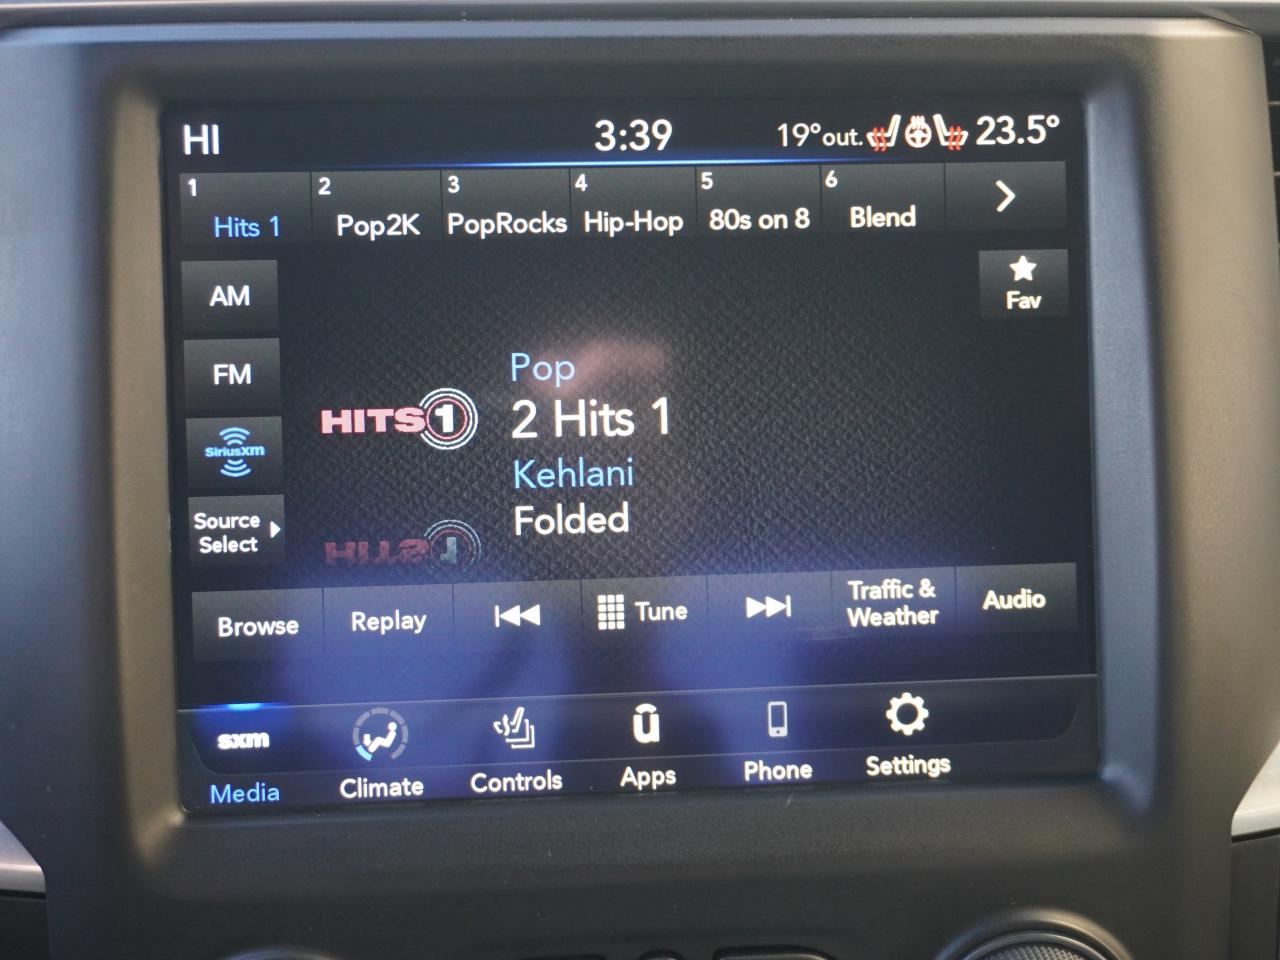 HI 3:39 19°out. 23.5°
1 2 3 4 5 6
Hits 1 Pop2K PopRocks Hip-Hop 80s on 8 Blend
Fav
AM
FM
SiriusXM
Source
Select
HITS 1
Pop
2 Hits 1
Kehlani
Folded
Browse Replay Tune Traffic &
Weather Audio
sxm ū
Media Climate Controls Apps Phone Settings